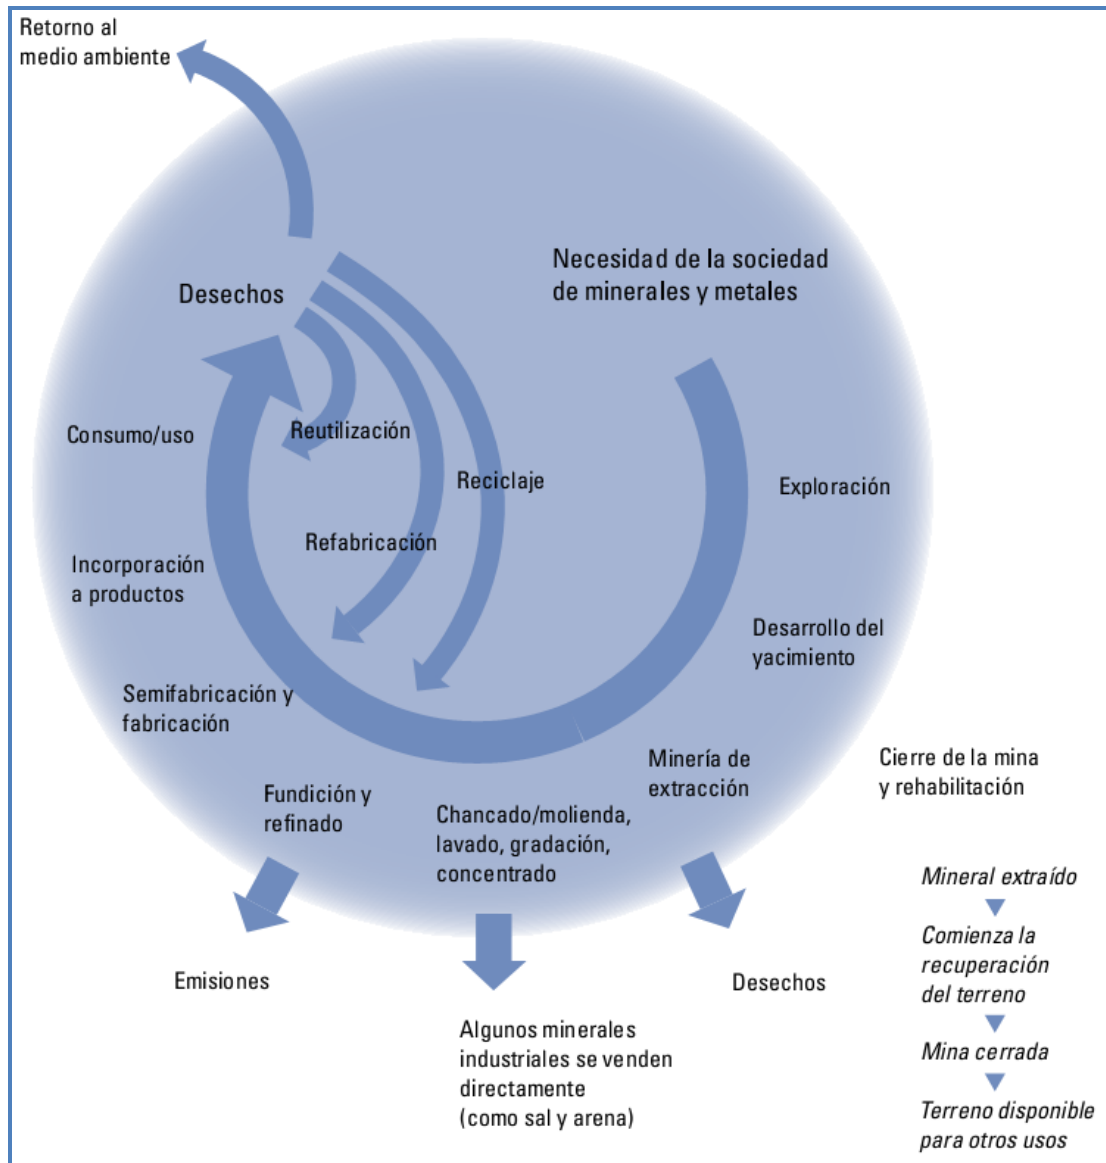 Retorno al
medio ambiente
Necesidad de la sociedad
de minerales y metales
Desechos
Consumo/uso
Reutilización
Reciclaje
Exploración
Refabricación
Incorporación
a productos
Desarrollo del
yacimiento
Semifabricación y
fabricación
Minería de
extracción
Cierre de la mina
y rehabilitación
Fundición y
refinado
Chancado/molienda,
lavado, gradación,
concentrado
Mineral extraído
Comienza la
recuperación
del terreno
Emisiones
Desechos
Algunos minerales
industriales se venden
directamente
(como sal y arena)
Mina cerrada
Terreno disponible
para otros usos